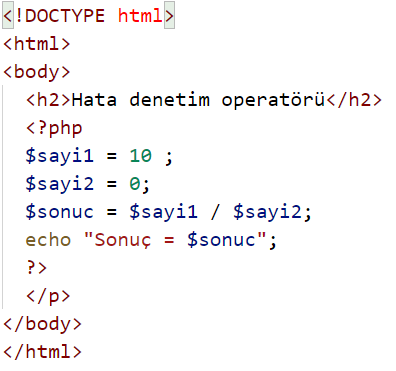 <!DOCTYPE html>
<html>
<body>
<h2>Hata denetim operatörü</h2>
<?php
$sayi1 = 10 ;
$sayi2 = 0;
$sonuc = $sayi1 / $sayi2;
echo "Sonuç = $sonuc";
?>
</p>
</body>
</html>